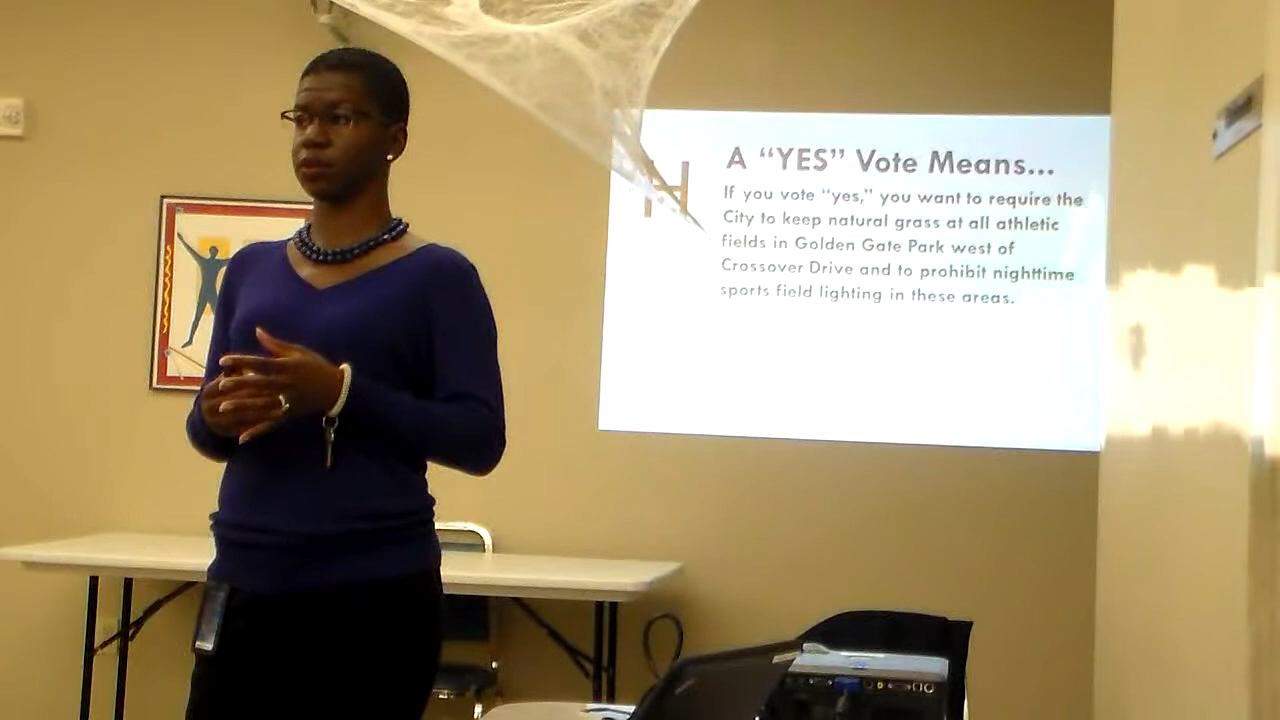 H
A “YES” Vote Means...
If you vote “yes,” you want to require the
City to keep natural grass at all athletic
fields in Golden Gate Park west of
Crossover Drive and to prohibit nighttime
sports field lighting in these areas.